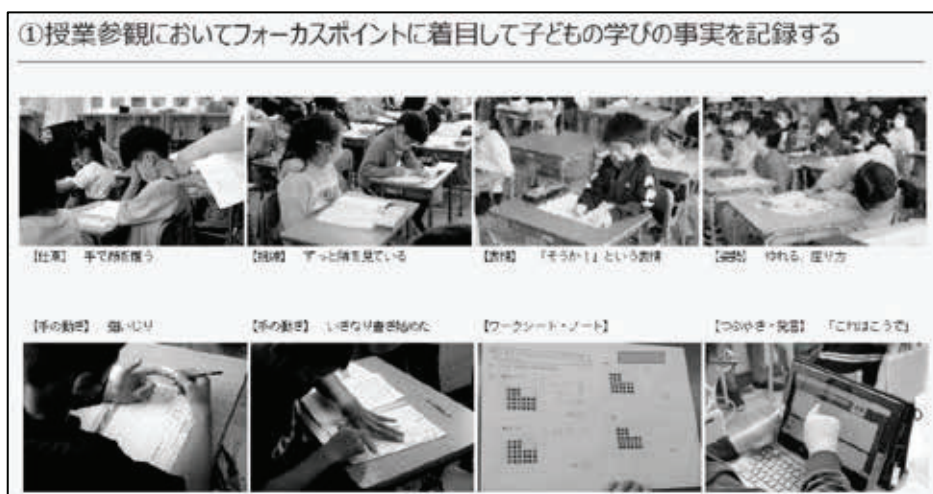 ①授業参観においてフォーカスポイントに着目して子どもの学びの事実を記録する
【仕草】 手で顔を覆う
【視線】 ずっと隣を見ている
【表情】 「そうか!」という表情
【姿勢】 ゆれる、座り方
【手の動き】 いじり
【手の動き】 いきなり書き始めた
【ワークシート・ノート】
【つぶやき・発言】 「これはこうで」